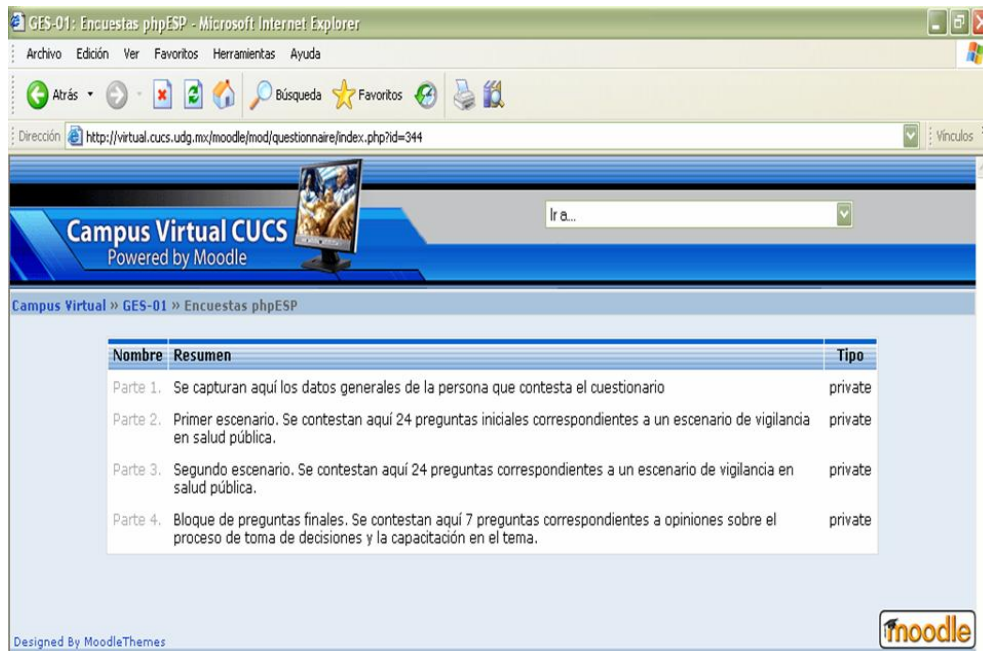 GES-01: Encuestas phpESP - Microsoft Internet Explorer
Archivo Edición Ver Favoritos Herramientas Ayuda
Atrás Búsqueda Favoritos
Dirección http://virtual.cucs.udg.mx/moodle/mod/questionnaire/index.php?id=344 Vínculos
Ir a...
Campus Virtual CUCS
Powered by Moodle
Campus Virtual » GES-01 » Encuestas phpESP
Nombre Resumen Tipo
Parte 1. Se capturan aquí los datos generales de la persona que contesta el cuestionario private
Parte 2. Primer escenario. Se contestan aquí 24 preguntas iniciales correspondientes a un escenario de vigilancia private
en salud pública.
Parte 3. Segundo escenario. Se contestan aquí 24 preguntas correspondientes a un escenario de vigilancia en private
salud pública.
Parte 4. Bloque de preguntas finales. Se contestan aquí 7 preguntas correspondientes a opiniones sobre el private
proceso de toma de decisiones y la capacitación en el tema.
moodle
Designed By MoodleThemes